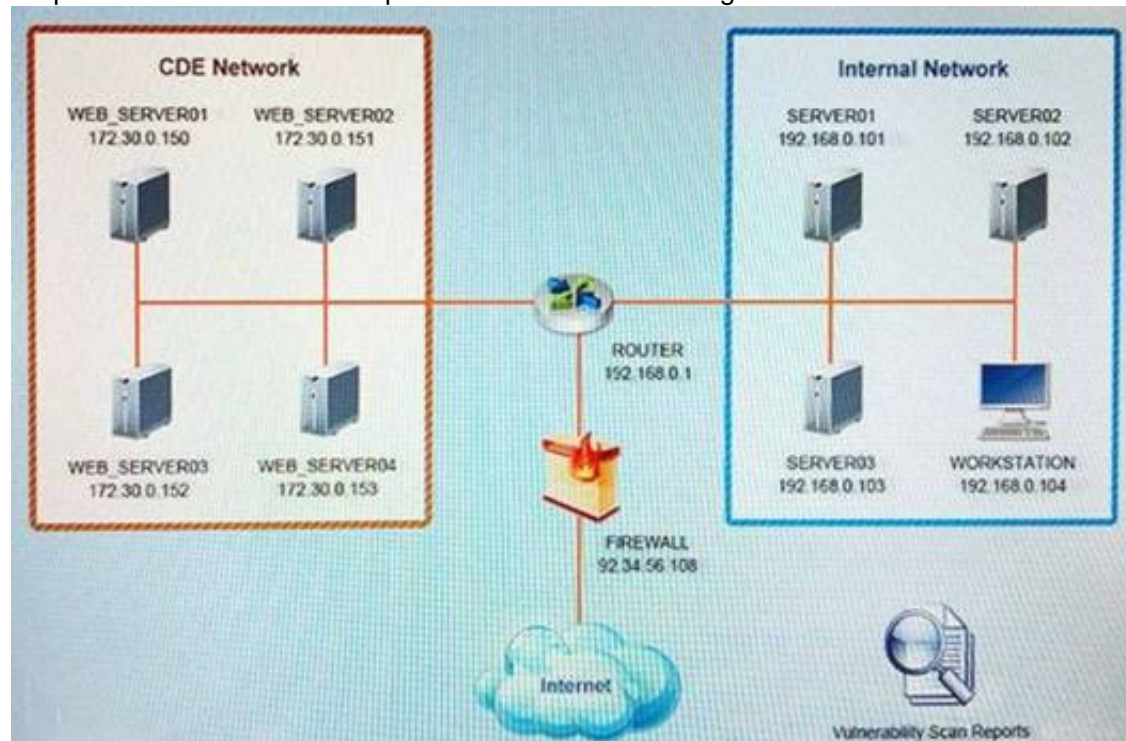 CDE Network
WEB_SERVER01
172.30.0.150
WEB_SERVER02
172.30.0.151
WEB_SERVER03
172.30.0.152
WEB_SERVER04
172.30.0.153
ROUTER
192.168.0.1
FIREWALL
92.34.56.108
Internet
Internal Network
SERVER01
192.168.0.101
SERVER02
192.168.0.102
SERVER03
192.168.0.103
WORKSTATION
192.168.0.104
Vulnerability Scan Reports